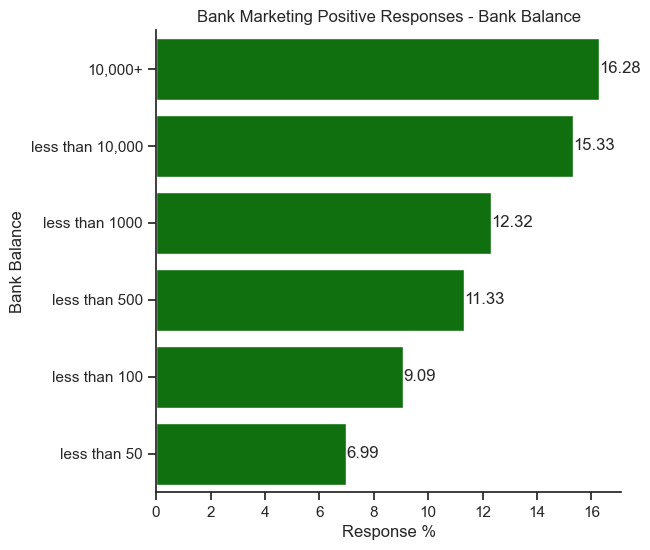 Bank Marketing Positive Responses - Bank Balance
10,000+
16.28
less than 10,000
15.33
less than 1000
12.32
less than 500
11.33
less than 100
9.09
less than 50
6.99
Bank Balance
0 2 4 6 8 10 12 14 16
Response %